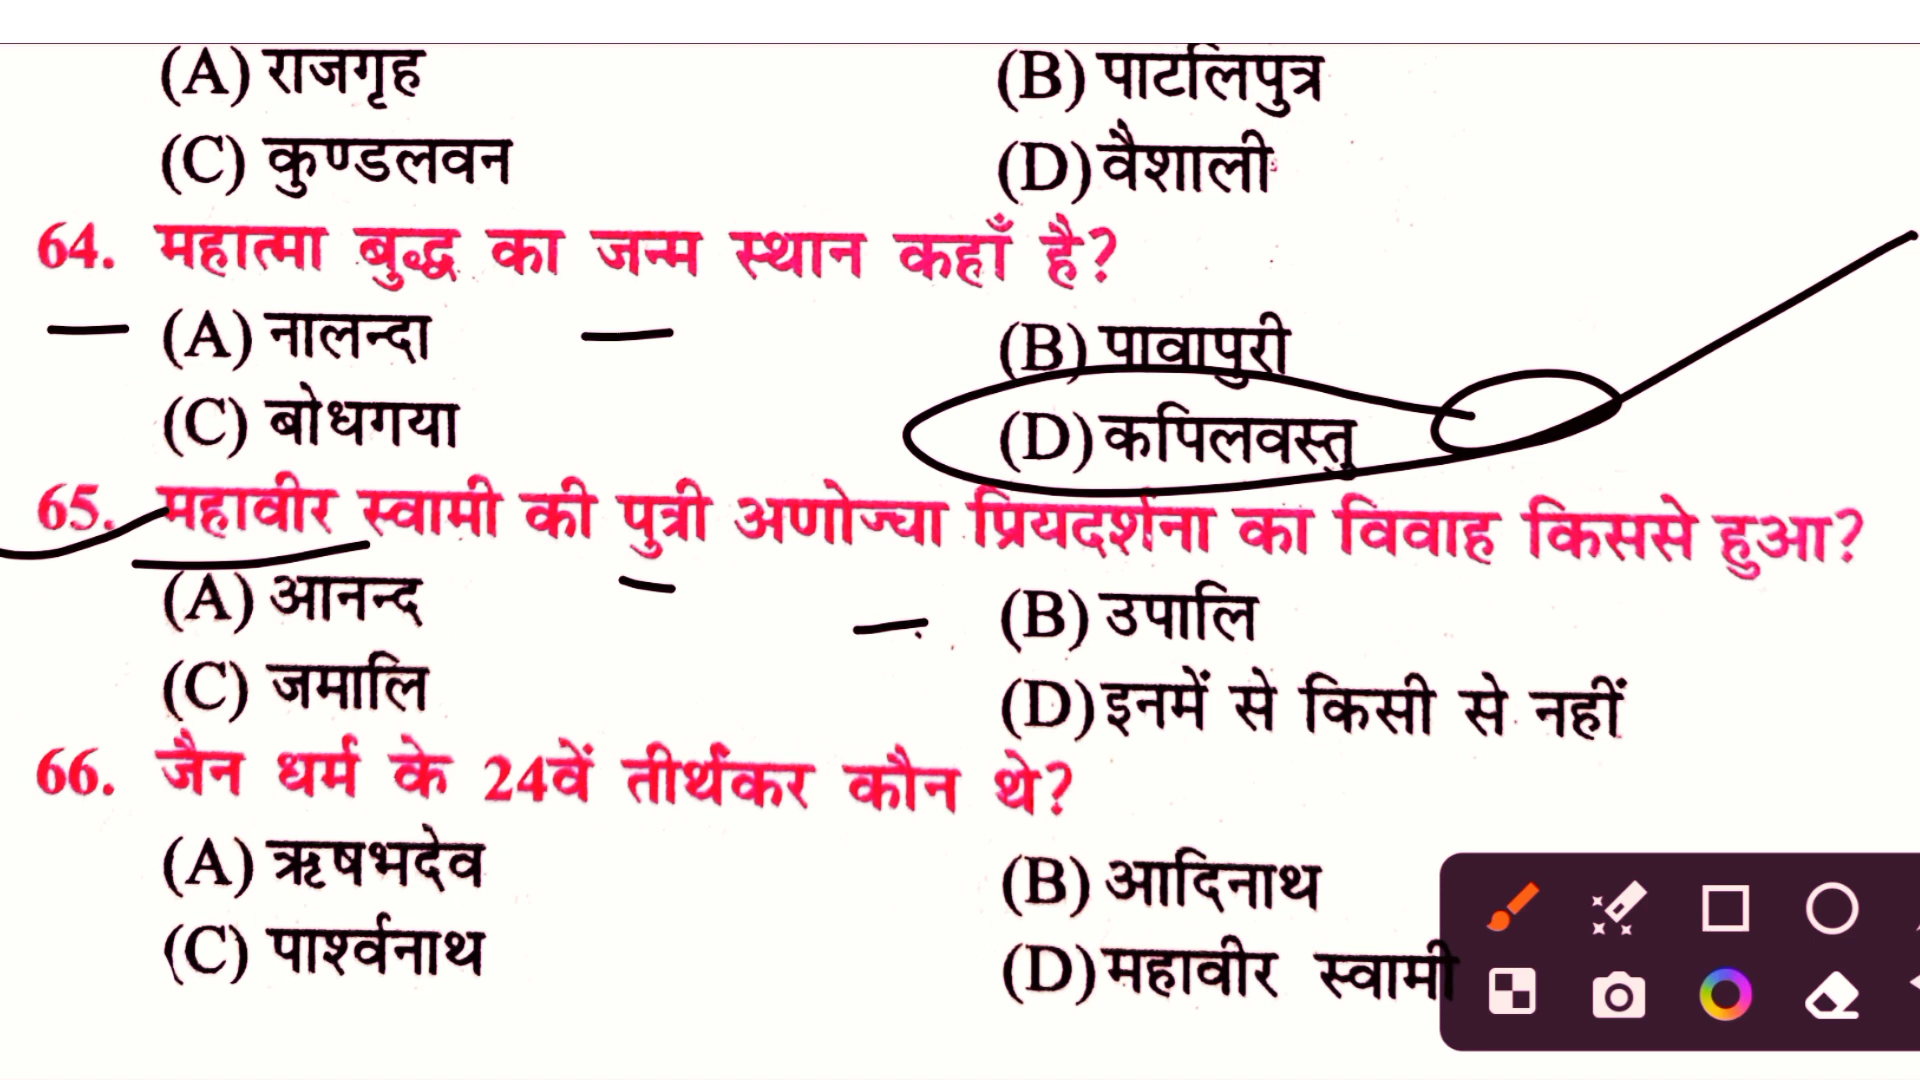 (A) राजगृह (B) पाटलिपुत्र
(C) कुण्डलवन (D) वैशाली
64. महात्मा बुद्ध का जन्म स्थान कहाँ है?
(A) नालन्दा (B) पावापुरी
(C) बोधगया (D) कपिलवस्तु
65. महावीर स्वामी की पुत्री अणोज्चा प्रियदर्शना का विवाह किससे हुआ?
(A) आनन्द (B) उपालि
(C) जमालि (D) इनमें से किसी से नहीं
66. जैन धर्म के 24वें तीर्थंकर कौन थे?
(A) ऋषभदेव (B) आदिनाथ
(C) पार्श्वनाथ (D) महावीर स्वामी